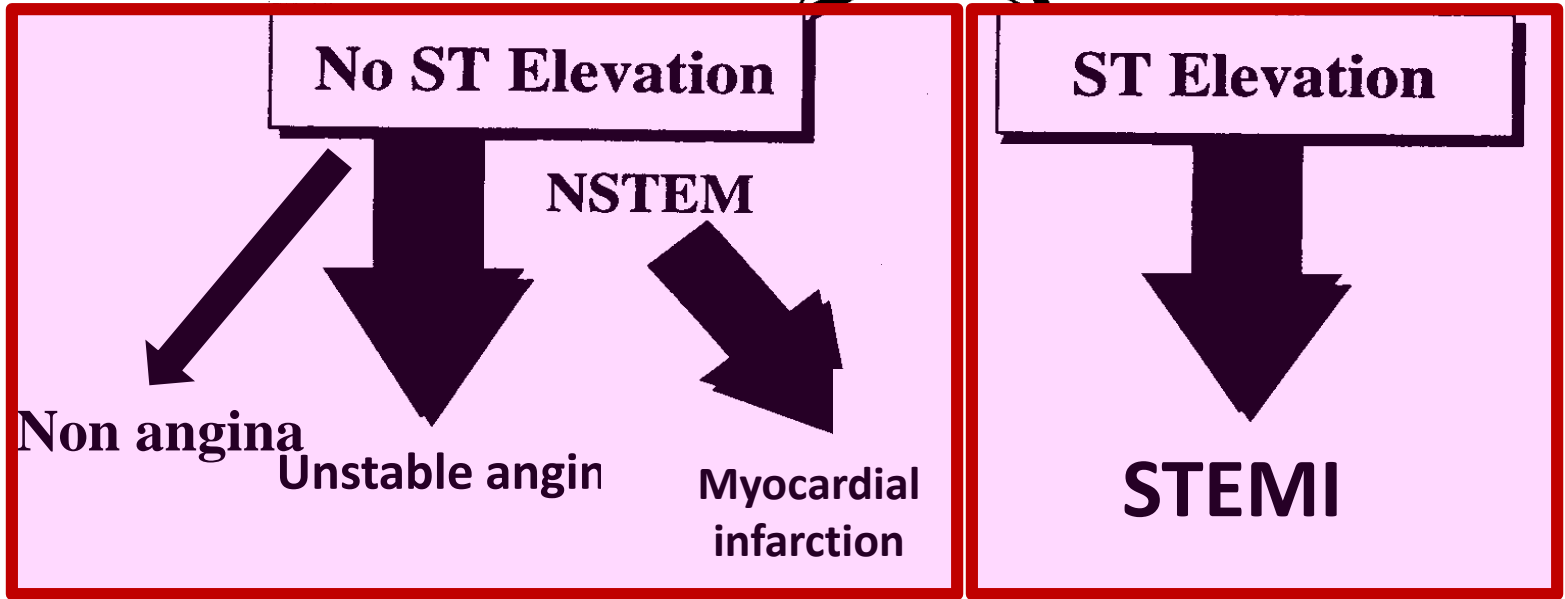 No ST Elevation
ST Elevation
NSTEM
Non angina
Unstable angin
Myocardial
infarction
STEMI